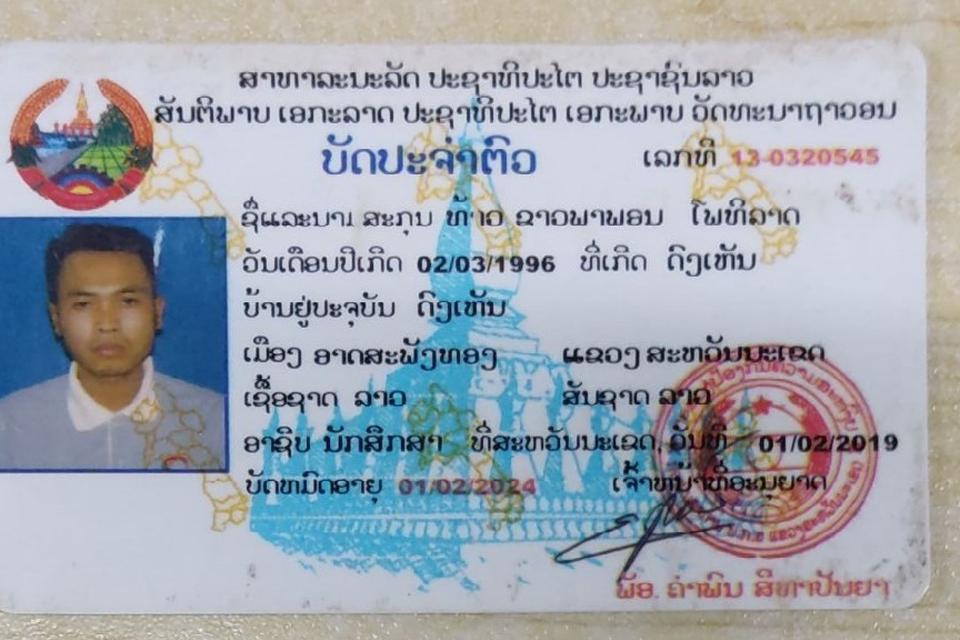 ສາທາລະນະລັດ ປະຊາທິປະໄຕ ປະຊາຊົນລາວ
ສັນຕິພາບ ເອກະລາດ ປະຊາທິປະໄຕ ເອກະພາບ ວັດທະນາຖາວອນ
ບັດປະຈຳຕົວ ເລກທີ 13-0320545
ຊື່ແລະນາມ ສະກຸນ ທ້າວ ຂາວພາພອນ ໂພທິລາດ
ວັນເດືອນປີເກີດ 02/03/1996 ທີ່ເກີດ ດົງເຫັນ
ບ້ານຢູ່ປະຈຸບັນ ດົງເຫັນ
ເມືອງ ອາດສະພັງທອງ ແຂວງ ສະຫວັນນະເຂດ
ເຊື້ອຊາດ ລາວ ສັນຊາດ ລາວ
ອາຊີບ ນັກສຶກສາ ທີ່ສະຫວັນນະເຂດ, ວັນທີ 01/02/2019
ບັດຫມົດອາຍຸ 01/02/2024 ເຈົ້າຫນ້າທີ່ອະນຸຍາດ
ພັອ. ຄຳພົນ ສີຫາປັນຍາ